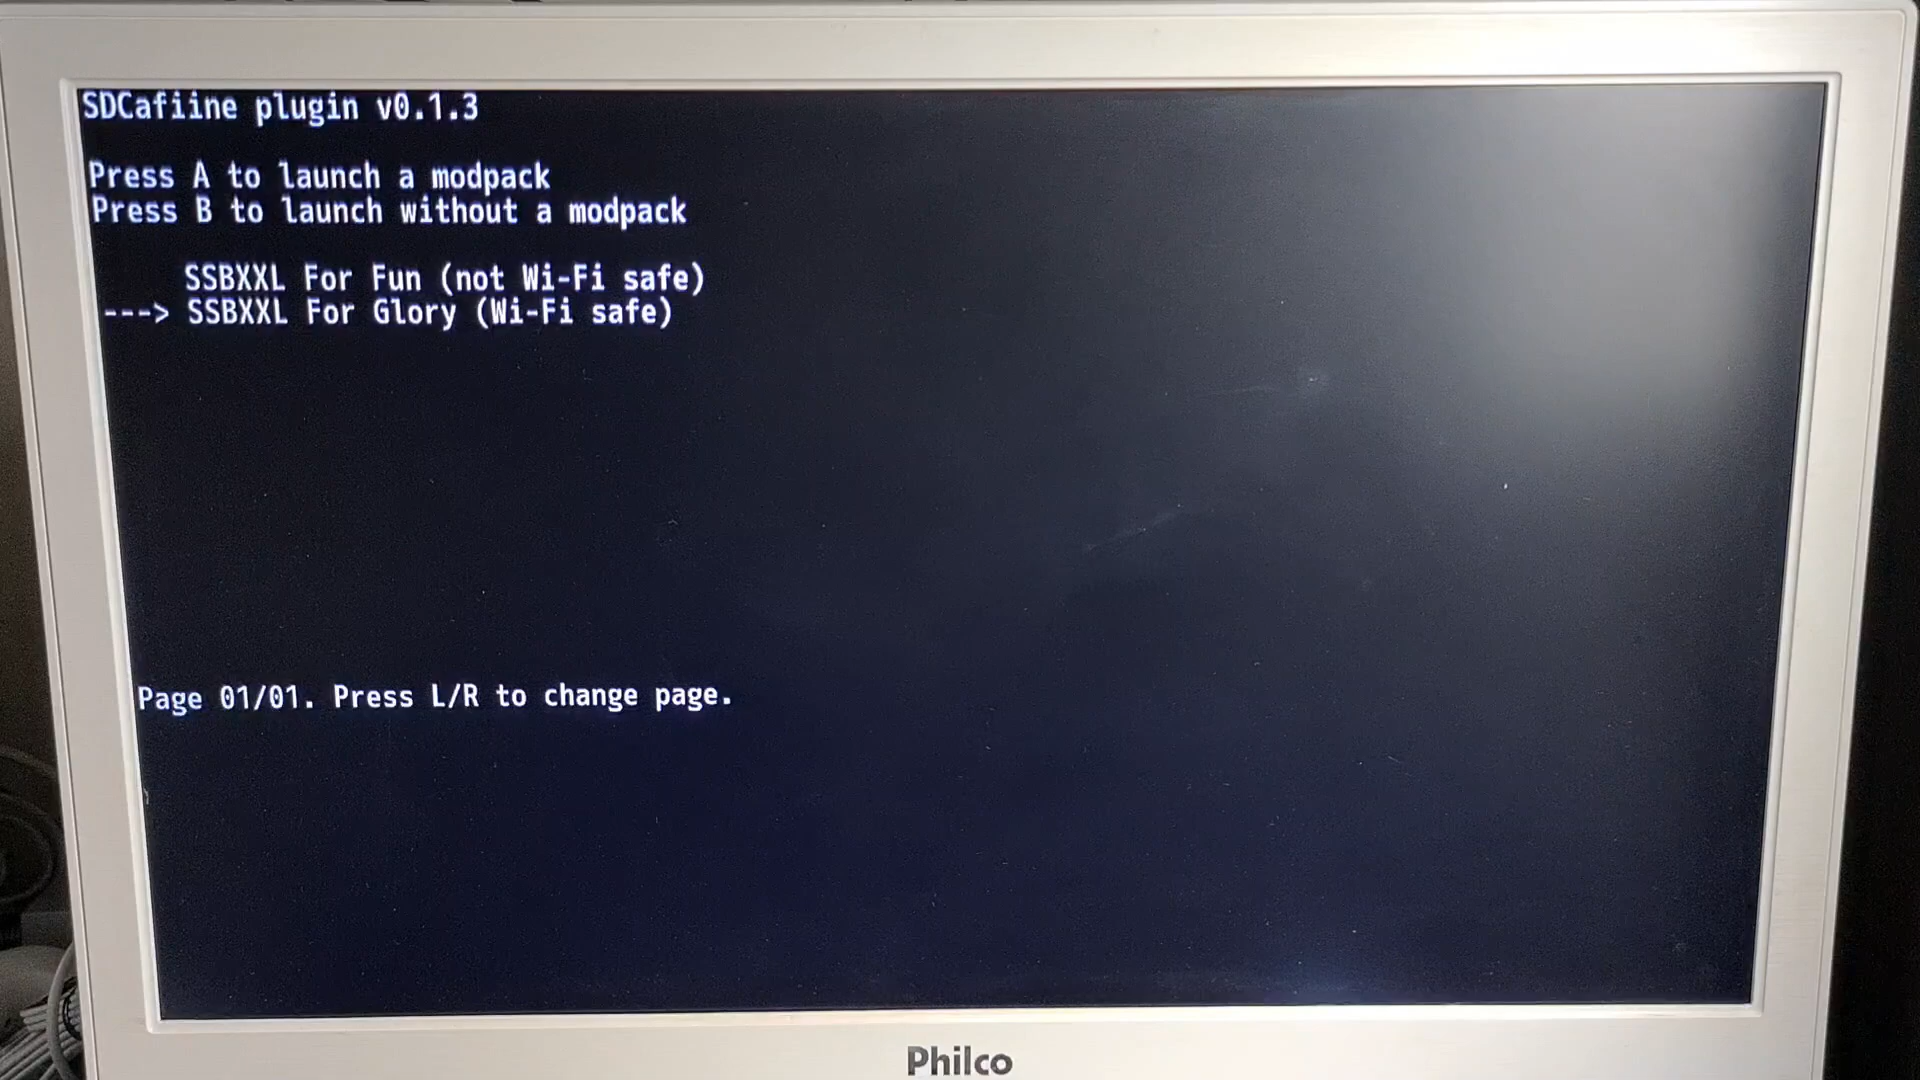 SDCafiine plugin v0.1.3
Press A to launch a modpack
Press B to launch without a modpack
SSBXXL For Fun (not Wi-Fi safe)
---> SSBXXL For Glory (Wi-Fi safe)
Page 01/01. Press L/R to change page.
Philco